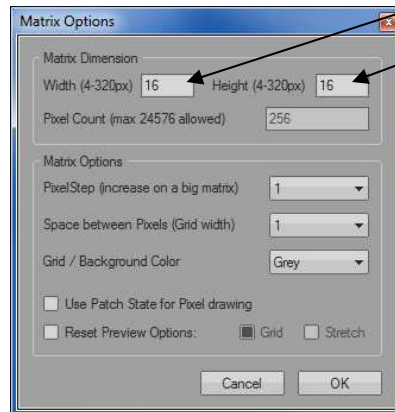 Matrix Options
Matrix Dimension
Width (4-320px) 16 Height (4-320px) 16
Pixel Count (max 24576 allowed) 256
Matrix Options
PixelStep (increase on a big matrix) 1
Space between Pixels (Grid width) 1
Grid / Background Color Grey
Use Patch State for Pixel drawing
Reset Preview Options: Grid Stretch
Cancel OK